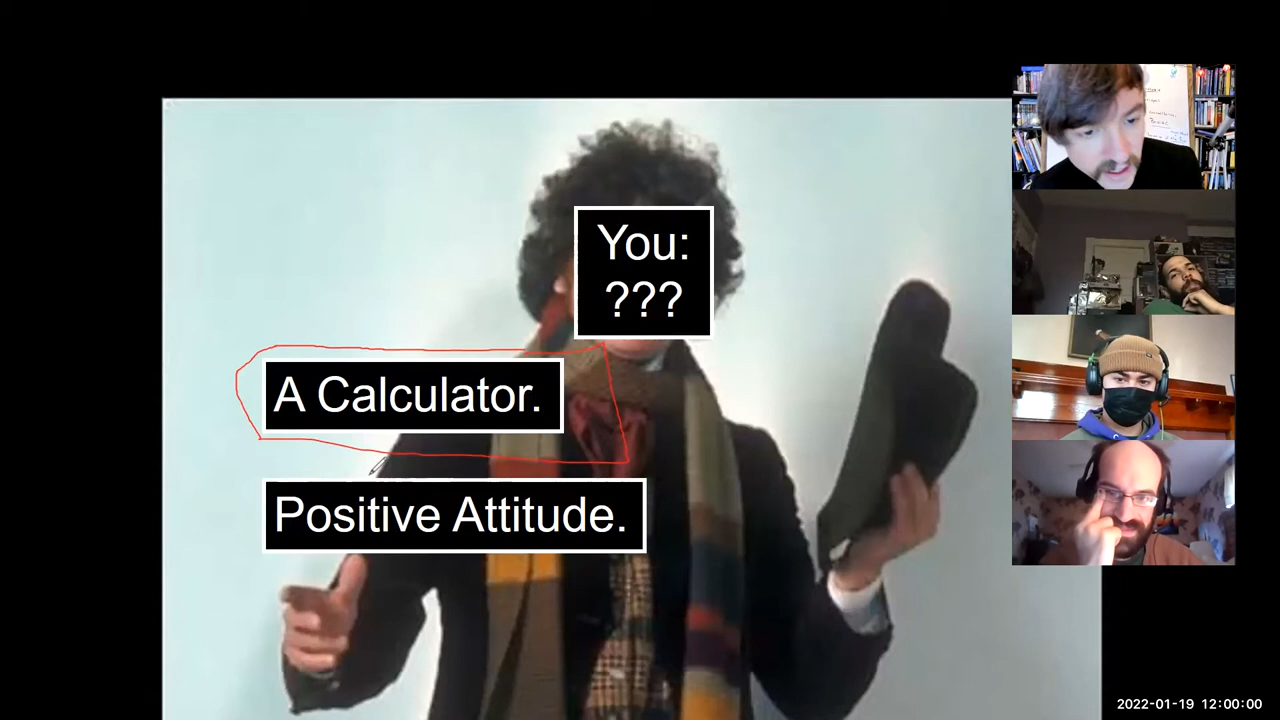 You:
???
A Calculator.
Positive Attitude.
2022-01-19 12:00:00